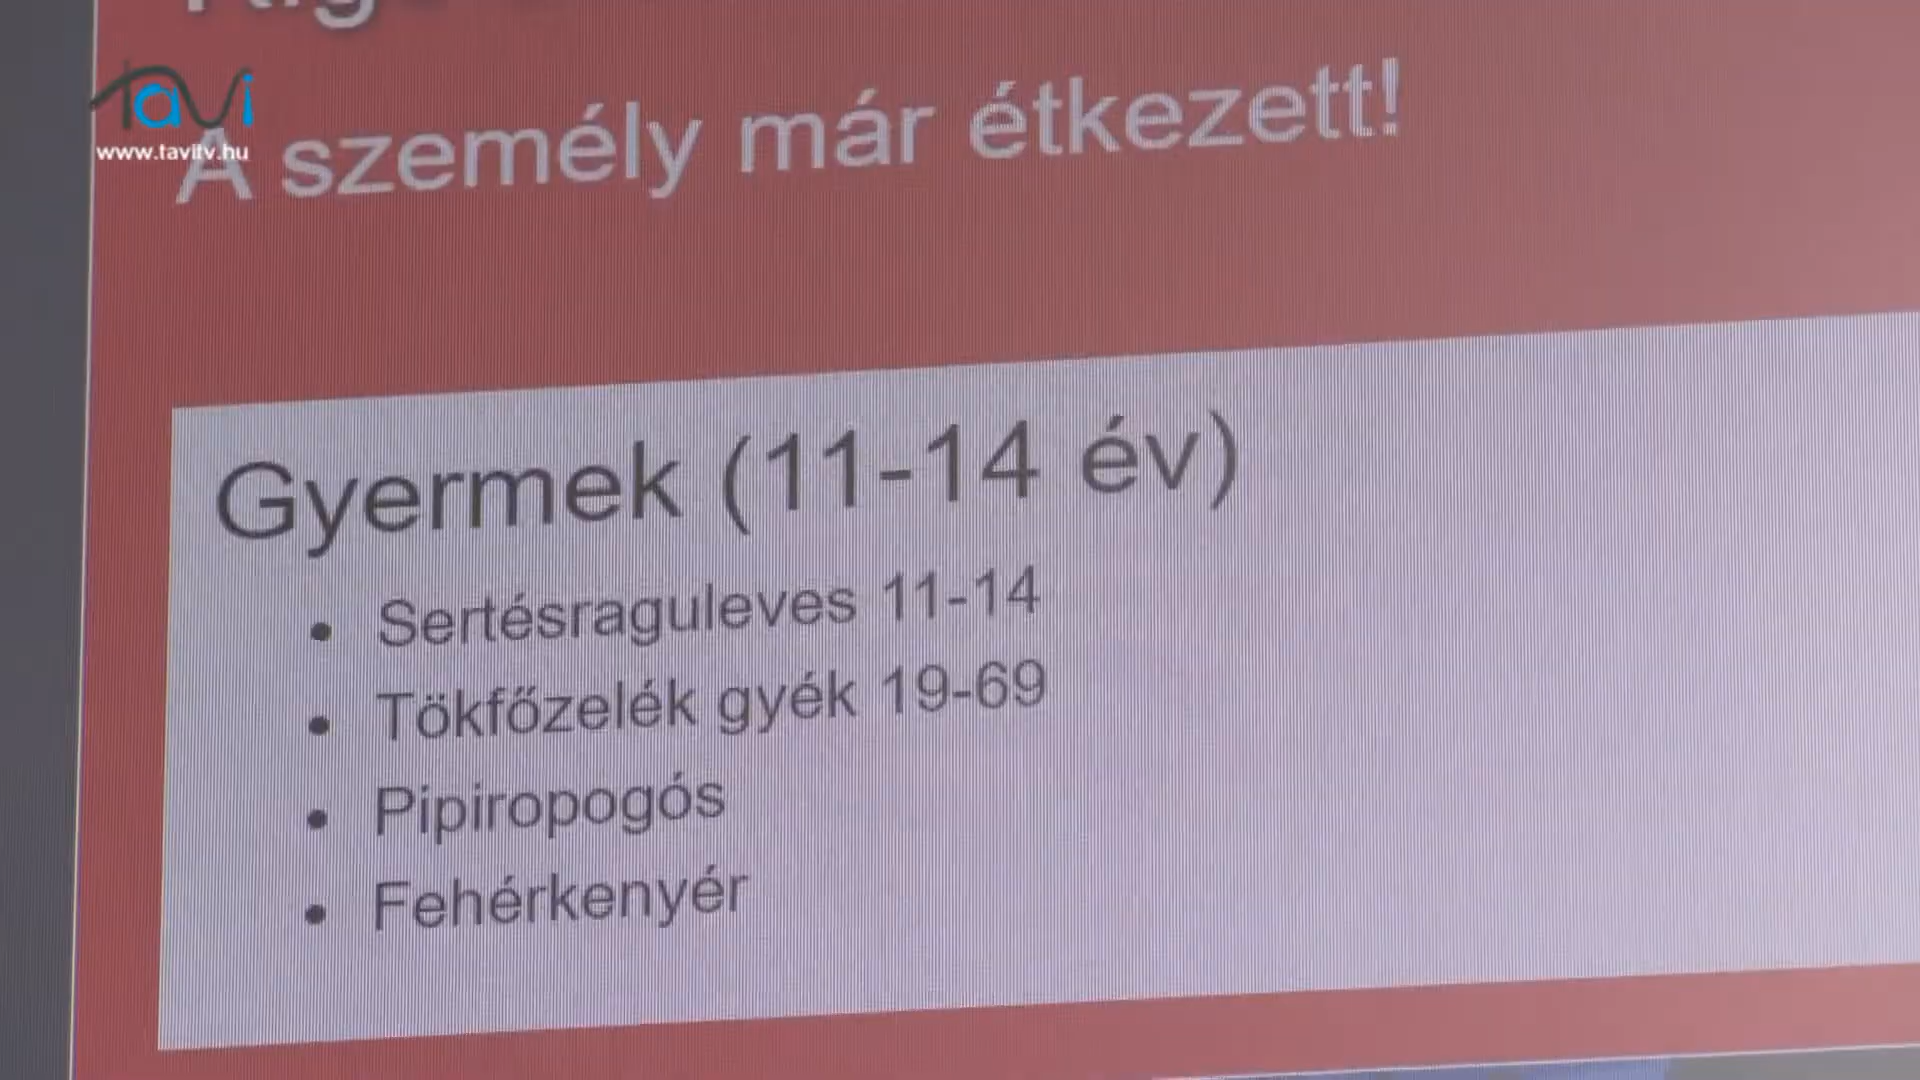 TaVi
www.tavitv.hu
A személy már étkezett!
Gyermek (11-14 év)
• Sertésraguleves 11-14
• Tökfőzelék gyék 19-69
• Pipiropogós
• Fehérkenyér